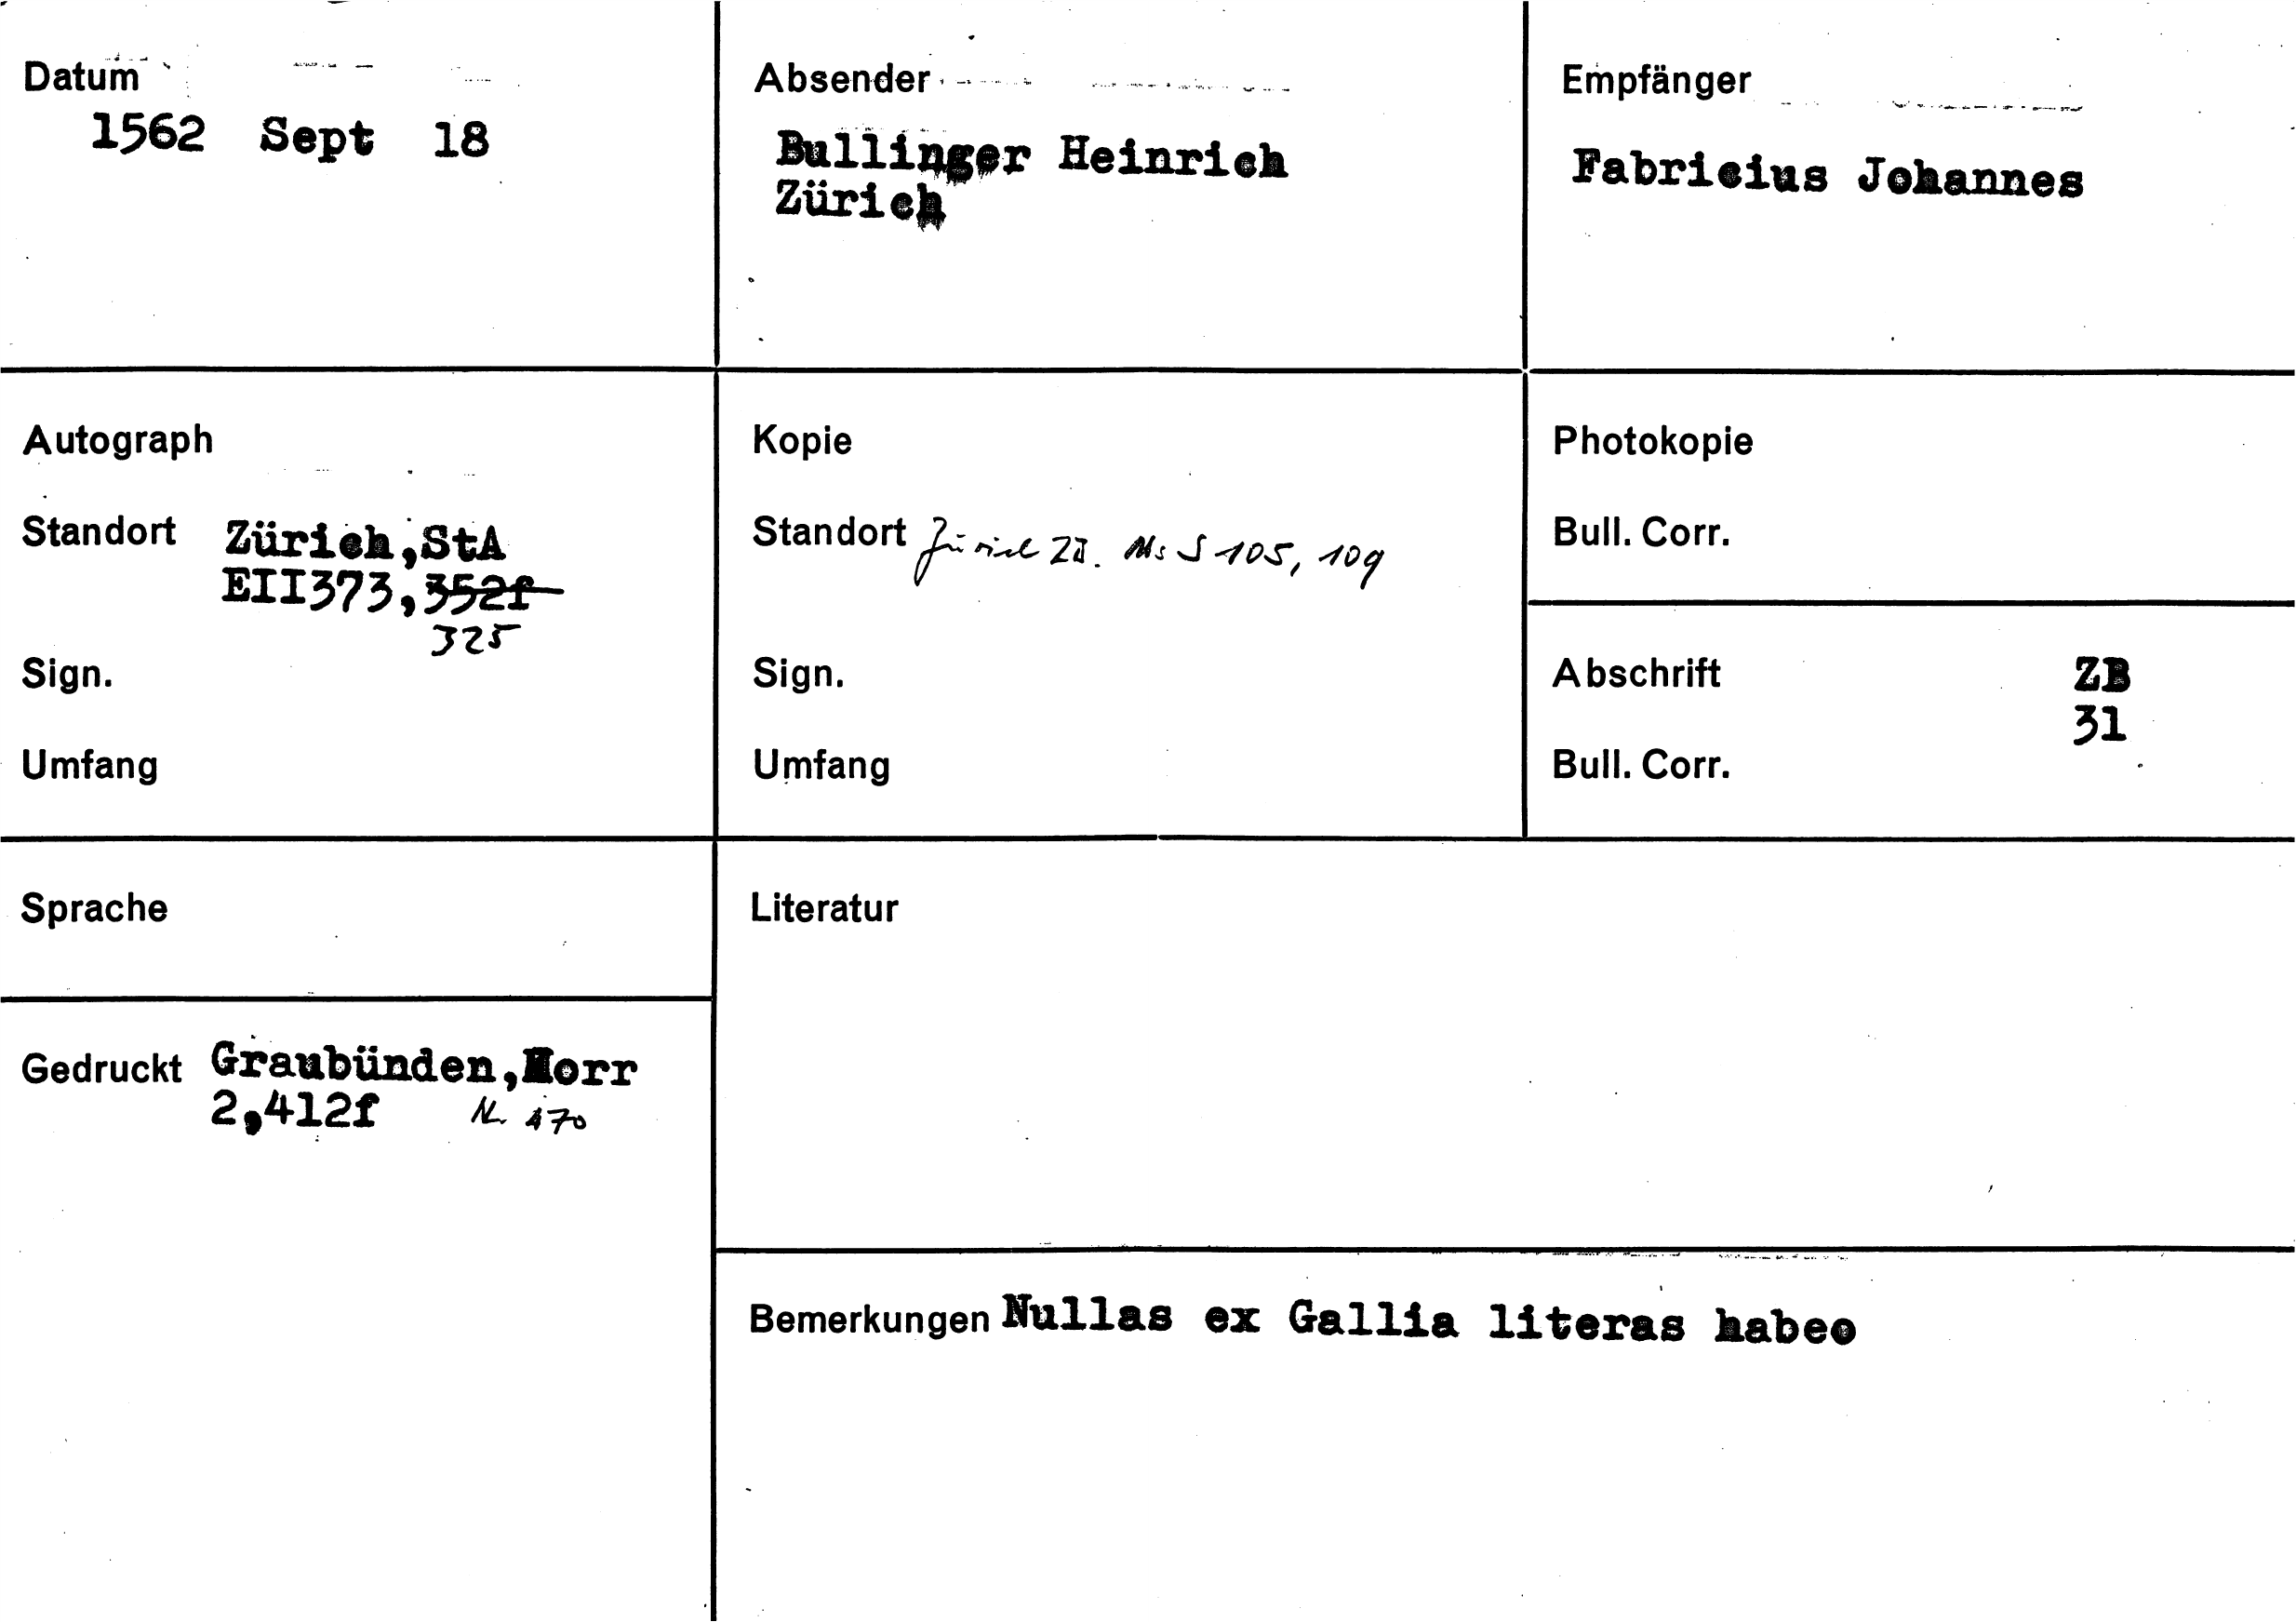 Datum
1562 Sept 18
Absender
Bullinger Heinrich
Zürich
Empfänger
Fabricius Johannes
Autograph
Standort Zürich,StA
EII373,352f
325
Sign.
Umfang
Kopie
Standort Zürich ZB. Ms S 105, 109
Sign.
Umfang
Photokopie
Bull. Corr.
Abschrift ZB
31
Bull. Corr.
Sprache
Gedruckt Graubünden,Korr
2,412f Nr. 470
Literatur
Bemerkungen Nullas ex Gallia literas habeo